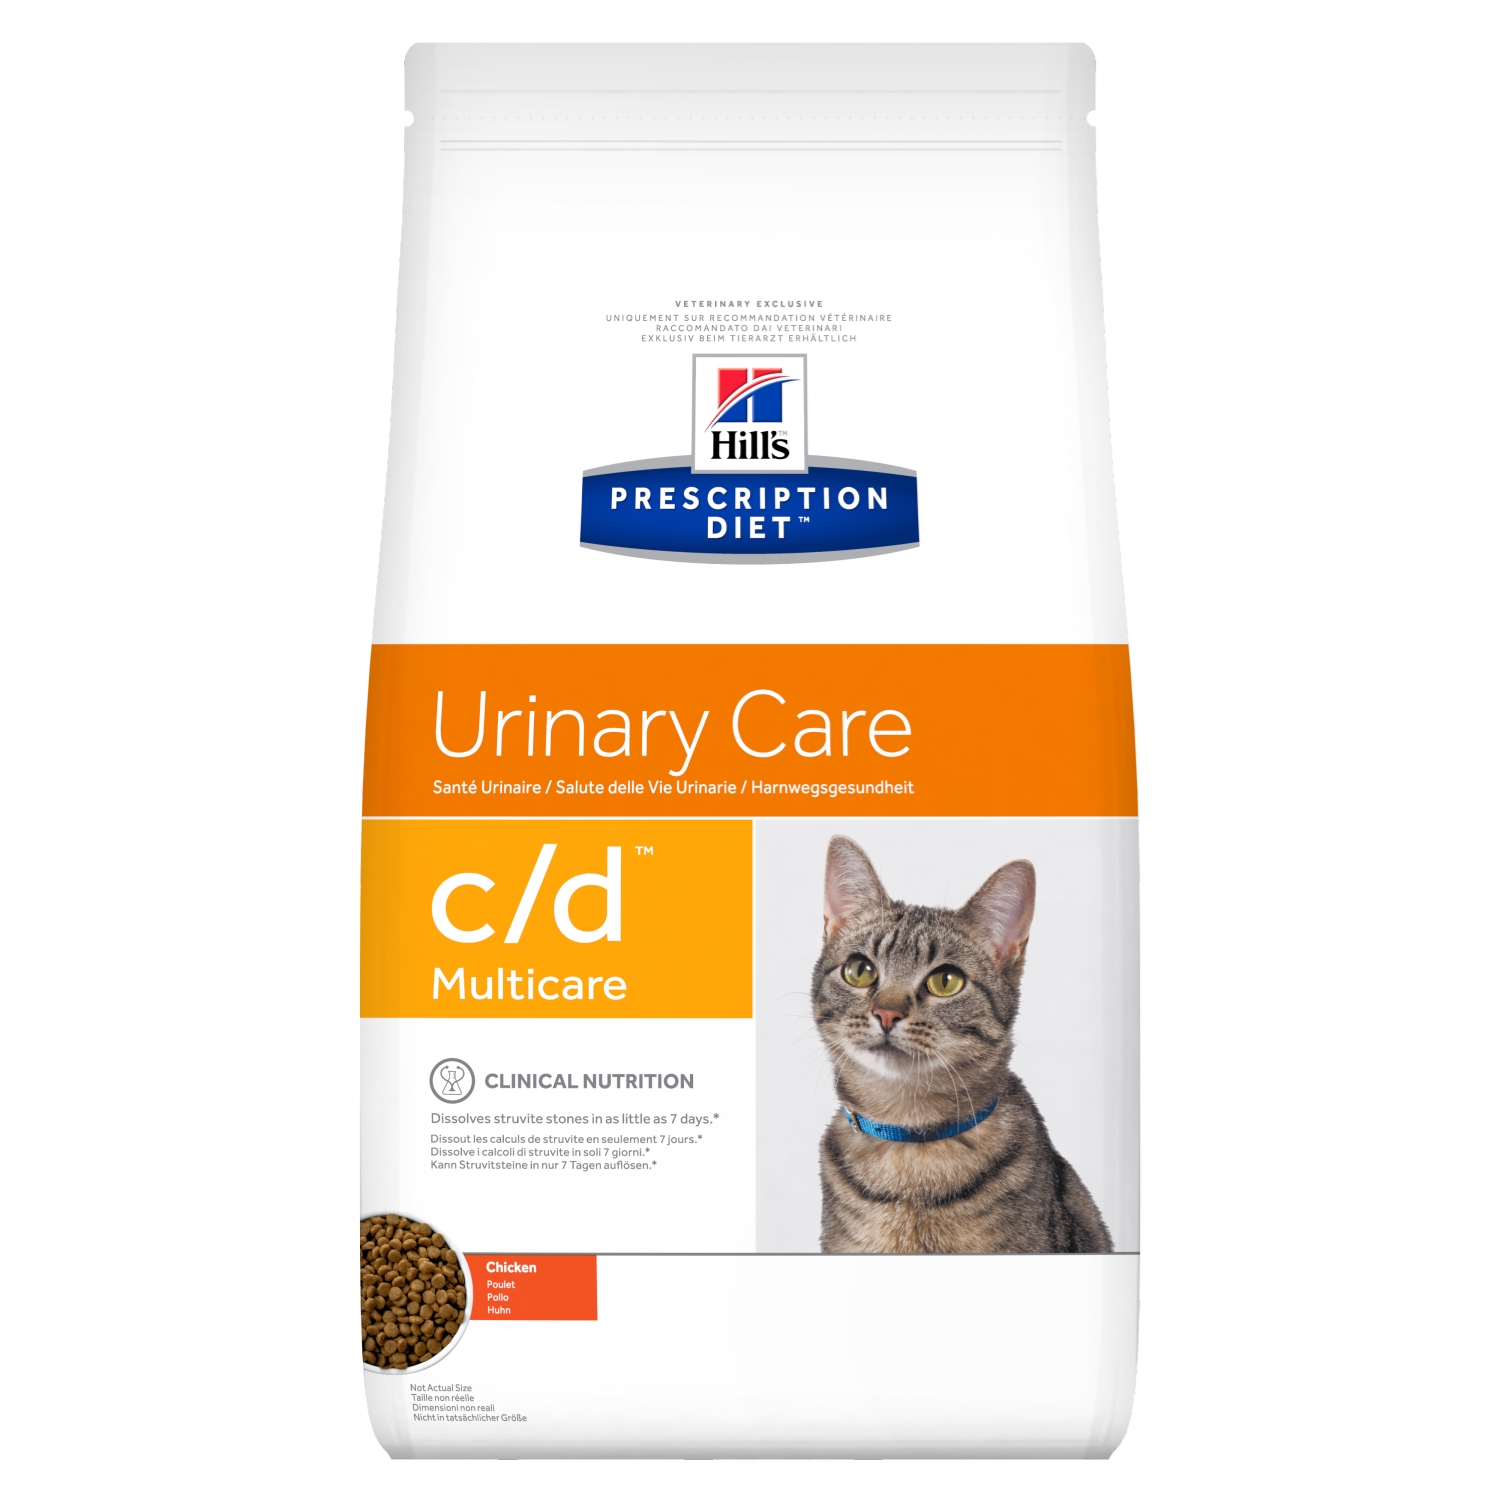 VETERINARY EXCLUSIVE
UNIQUEMENT SUR RECOMMANDATION VÉTÉRINAIRE
RACCOMANDATO DAI VETERINARI
EXKLUSIV BEIM TIERARZT ERHÄLTLICH
Hill's™
PRESCRIPTION
DIET™
Urinary Care
Santé Urinaire / Salute delle Vie Urinarie / Harnwegsgesundheit
c/d™
Multicare
CLINICAL NUTRITION
Dissolves struvite stones in as little as 7 days.*
Dissout les calculs de struvite en seulement 7 jours.*
Dissolve i calcoli di struvite in soli 7 giorni.*
Kann Struvitsteine in nur 7 Tagen auflösen.*
Chicken
Poulet
Pollo
Huhn
Not Actual Size
Taille non réelle
Dimensioni non reali
Nicht in tatsächlicher Größe